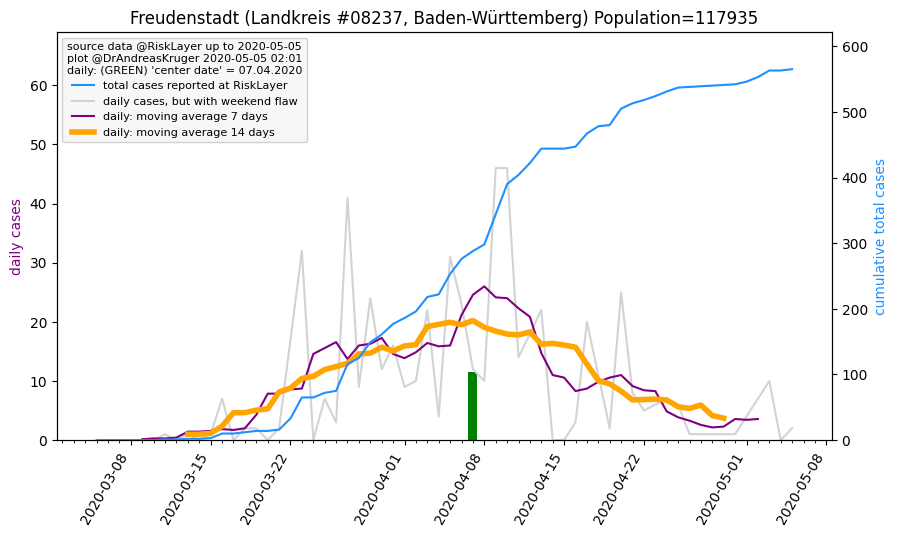 Freudenstadt (Landkreis #08237, Baden-Württemberg) Population=117935
source data @RiskLayer up to 2020-05-05
plot @DrAndreasKruger 2020-05-05 02:01
daily: (GREEN) 'center date' = 07.04.2020
total cases reported at RiskLayer
daily cases, but with weekend flaw
daily: moving average 7 days
daily: moving average 14 days
daily cases
60
50
40
30
20
10
0
600
500
400
300
200
100
0
cumulative total cases
2020-03-08
2020-03-15
2020-03-22
2020-04-01
2020-04-08
2020-04-15
2020-04-22
2020-05-01
2020-05-08